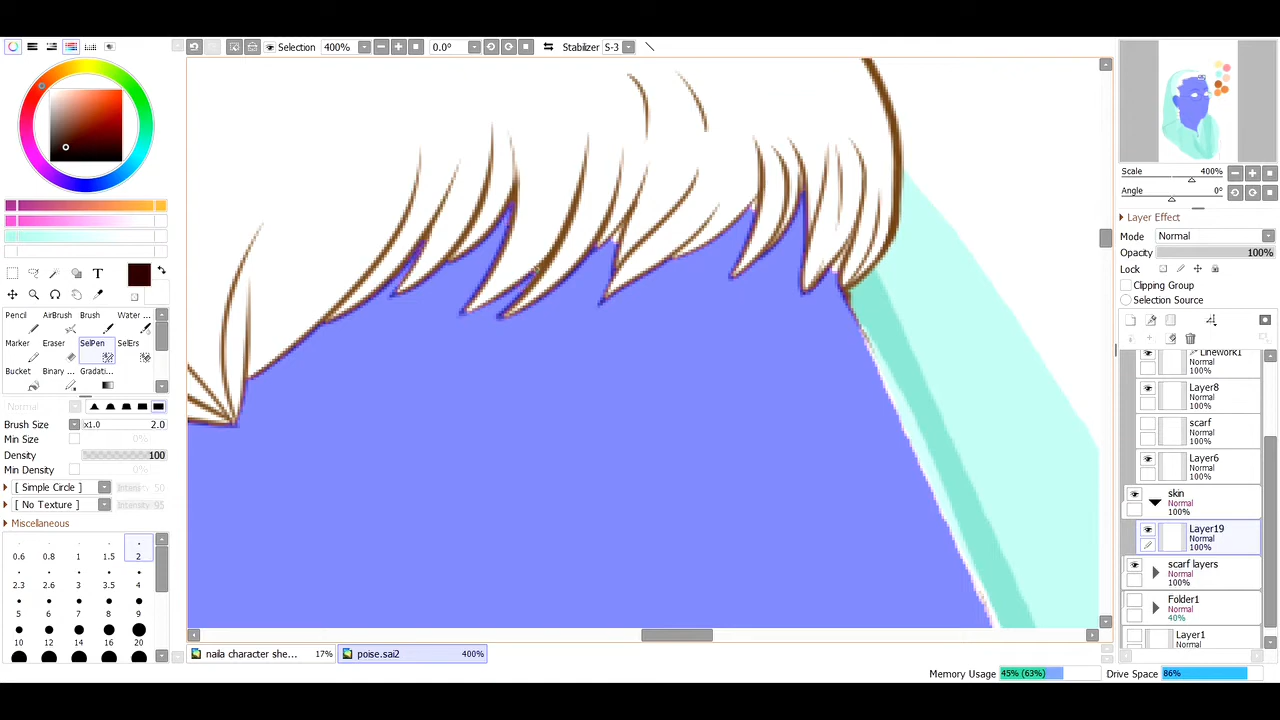 Selection 400% 0.0° Stabilizer S-3
Scale 400%
Angle 0°
Layer Effect
Mode Normal
Opacity 100%
Lock
Clipping Group
Selection Source
T
Pencil AirBrush Brush Water ...
Marker Eraser SelPen SelErs
Bucket Binary ... Gradati...
Normal
Brush Size x1.0 2.0
Min Size 0%
Density 100
Min Density 0%
[ Simple Circle ] Intensi 50
[ No Texture ] Intensity 95
Miscellaneous
0.6 0.8 1 1.5 2
2.3 2.6 3 3.5 4
5 6 7 8 9
10 12 14 16 20
Linework1
Normal
100%
Layer8
Normal
100%
scarf
Normal
100%
Layer6
Normal
100%
skin
Normal
100%
Layer19
Normal
100%
scarf layers
Normal
100%
Folder1
Normal
40%
Layer1
Normal
naila character she... 17% poise.sai2 400%
Memory Usage 45% (63%) Drive Space 86%